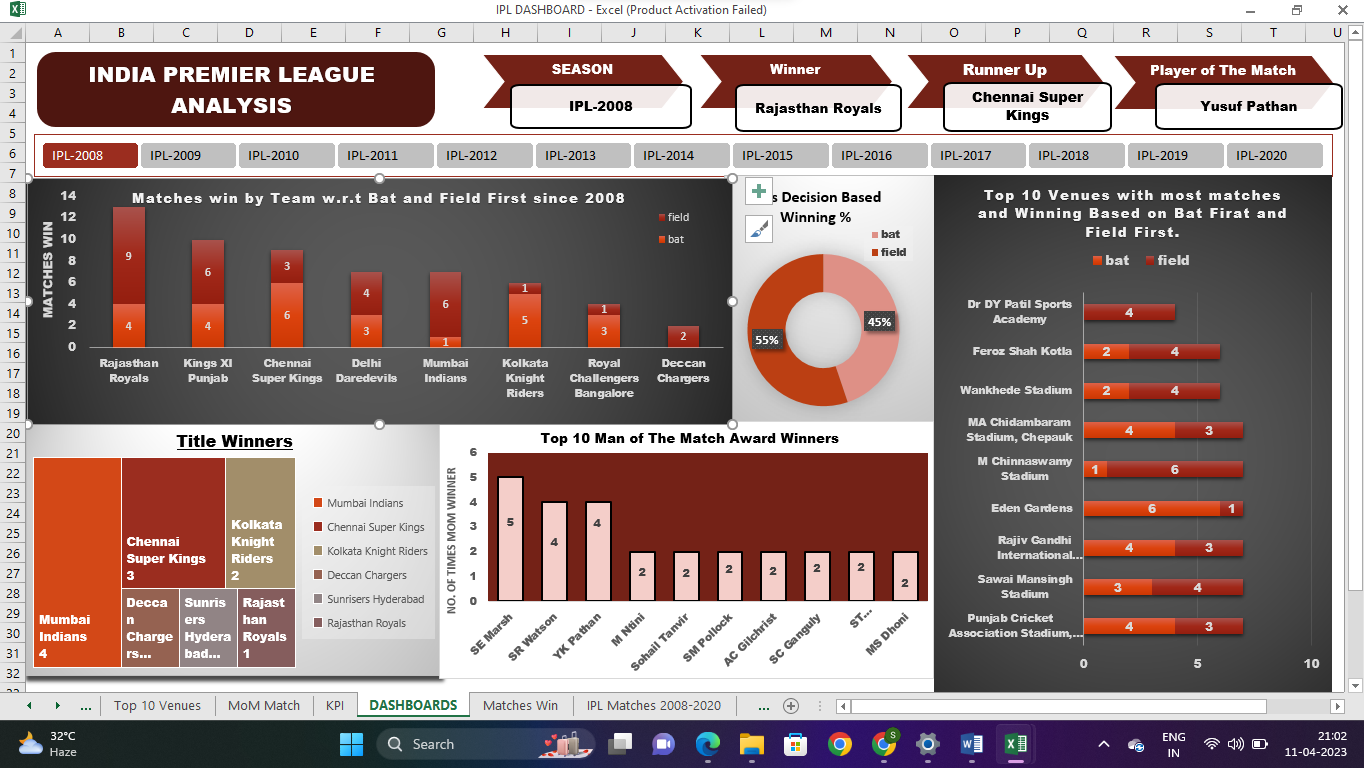 IPL DASHBOARD - Excel (Product Activation Failed)
A B C D E F G H I J K L M N O P Q R S T U
1
2
3
4
5
6
7
8
9
10
11
12
13
14
15
16
17
18
19
20
21
22
23
24
25
26
27
28
29
30
31
32
INDIA PREMIER LEAGUE
ANALYSIS
SEASON
IPL-2008
Winner
Rajasthan Royals
Runner Up
Chennai Super
Kings
Player of The Match
Yusuf Pathan
IPL-2008 IPL-2009 IPL-2010 IPL-2011 IPL-2012 IPL-2013 IPL-2014 IPL-2015 IPL-2016 IPL-2017 IPL-2018 IPL-2019 IPL-2020
Matches win by Team w.r.t Bat and Field First since 2008
MATCHES WIN
14
12
10
8
6
4
2
0
field
bat
9 6 3 4 6 1 1 2
4 4 6 3 1 5 3
Rajasthan
Royals
Kings XI
Punjab
Chennai
Super Kings
Delhi
Daredevils
Mumbai
Indians
Kolkata
Knight
Riders
Royal
Challengers
Bangalore
Deccan
Chargers
s Decision Based
Winning %
bat
field
45%
55%
Top 10 Venues with most matches
and Winning Based on Bat Firat and
Field First.
bat field
Dr DY Patil Sports
Academy
4
Feroz Shah Kotla
2 4
Wankhede Stadium
2 4
MA Chidambaram
Stadium, Chepauk
4 3
M Chinnaswamy
Stadium
1 6
Eden Gardens
6 1
Rajiv Gandhi
International...
4 3
Sawai Mansingh
Stadium
3 4
Punjab Cricket
Association Stadium,...
4 3
0 5 10
Title Winners
Mumbai
Indians
4
Chennai
Super Kings
3
Kolkata
Knight
Riders
2
Decca
n
Charge
rs...
Sunris
ers
Hydera
bad...
Rajast
han
Royals
1
Mumbai Indians
Chennai Super Kings
Kolkata Knight Riders
Deccan Chargers
Sunrisers Hyderabad
Rajasthan Royals
Top 10 Man of The Match Award Winners
NO. OF TIMES MOM WINNER
6
5
4
3
2
1
0
5 4 4 2 2 2 2 2 2 2
SE Marsh
SR Watson
YK Pathan
M Ntini
Sohail Tanvir
SM Pollock
AC Gilchrist
SC Ganguly
ST...
MS Dhoni
... Top 10 Venues MoM Match KPI DASHBOARDS Matches Win IPL Matches 2008-2020 ...
32°C
Haze
Search
S
ENG
IN
21:02
11-04-2023